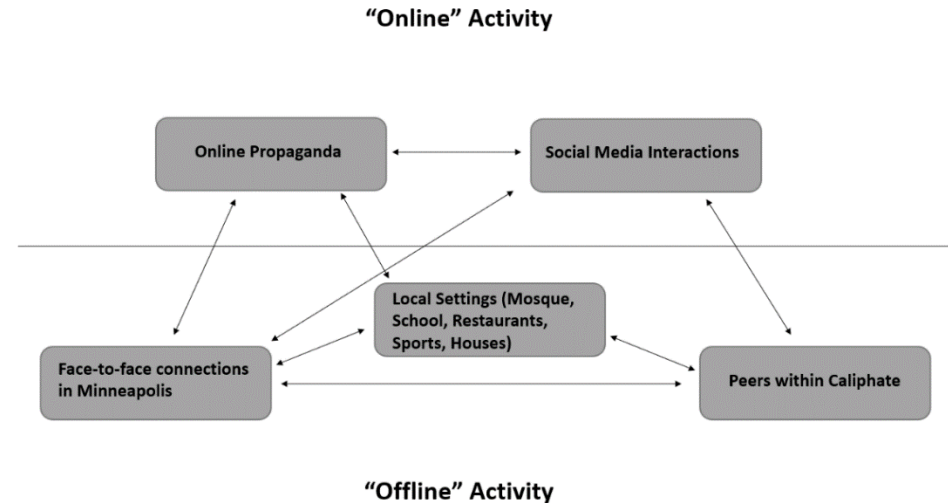 “Online” Activity
Online Propaganda
Social Media Interactions
Local Settings (Mosque,
School, Restaurants,
Sports, Houses)
Face-to-face connections
in Minneapolis
Peers within Caliphate
“Offline” Activity